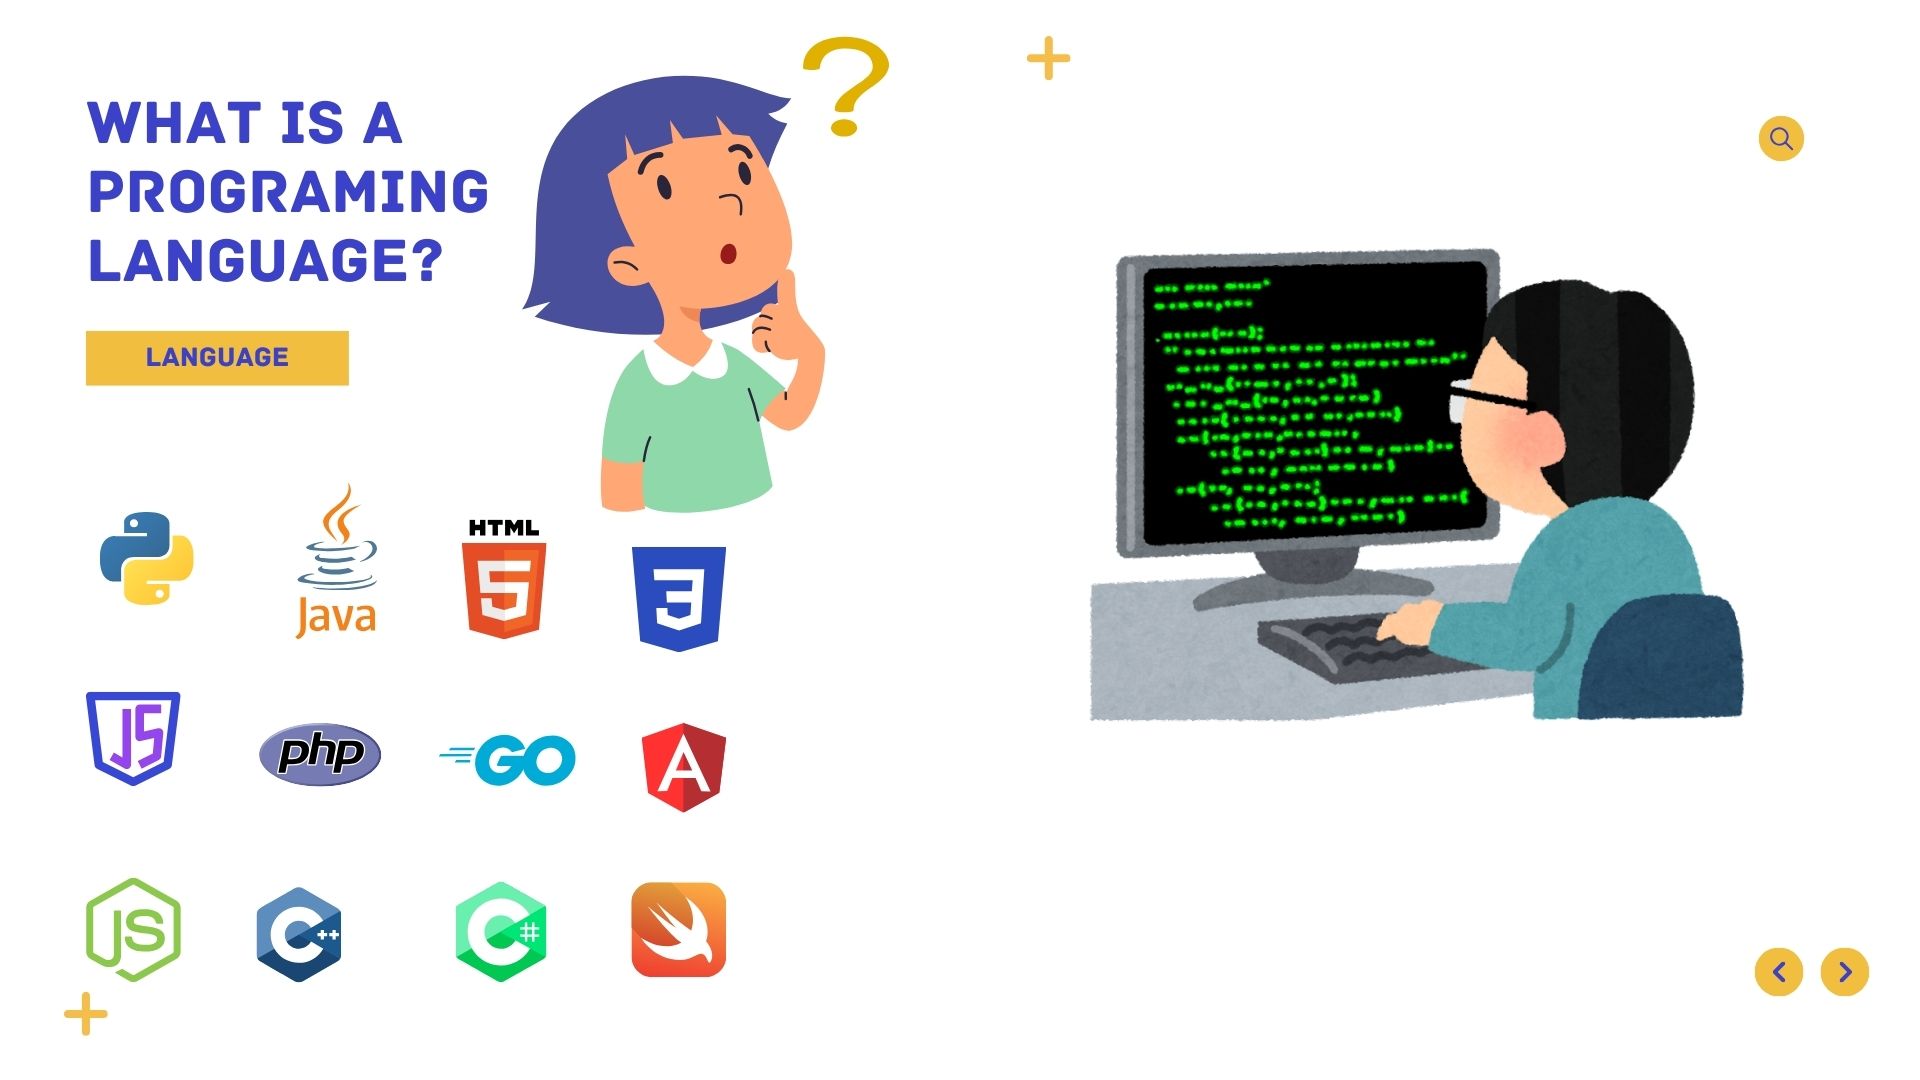 WHAT IS A
PROGRAMING
LANGUAGE?
?
LANGUAGE
Java
HTML
5
3
JS
php
GO
A
JS
C++
C#